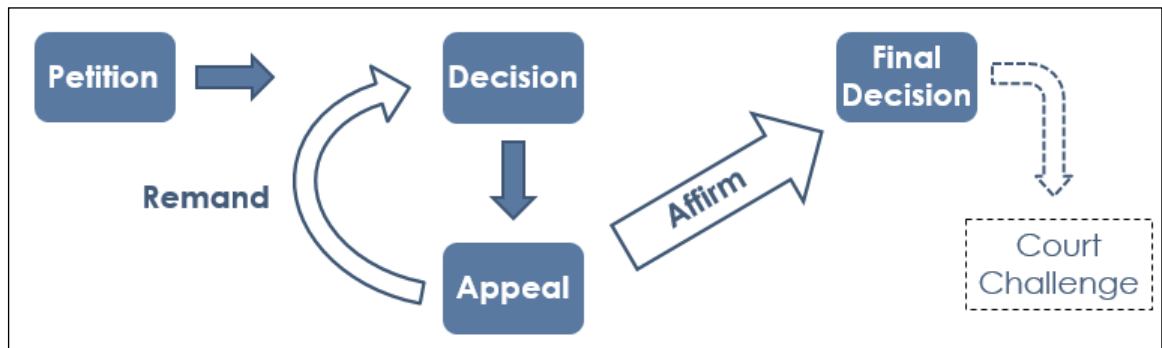 Petition
Decision
Final
Decision
Remand
Affirm
Appeal
Court
Challenge